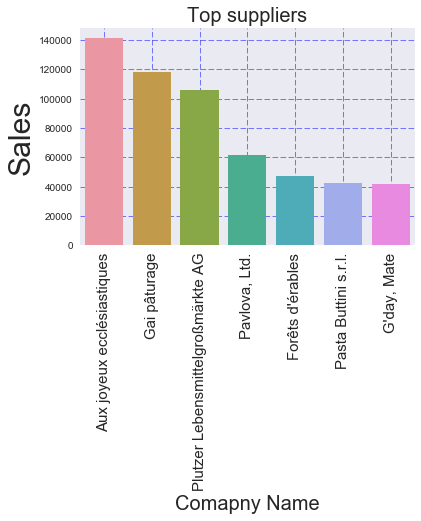 Top suppliers
Sales
140000
120000
100000
80000
60000
40000
20000
0
Aux joyeux ecclésiastiques
Gai pâturage
Plutzer Lebensmittelgroßmärkte AG
Pavlova, Ltd.
Forêts d'érables
Pasta Buttini s.r.l.
G'day, Mate
Comapny Name